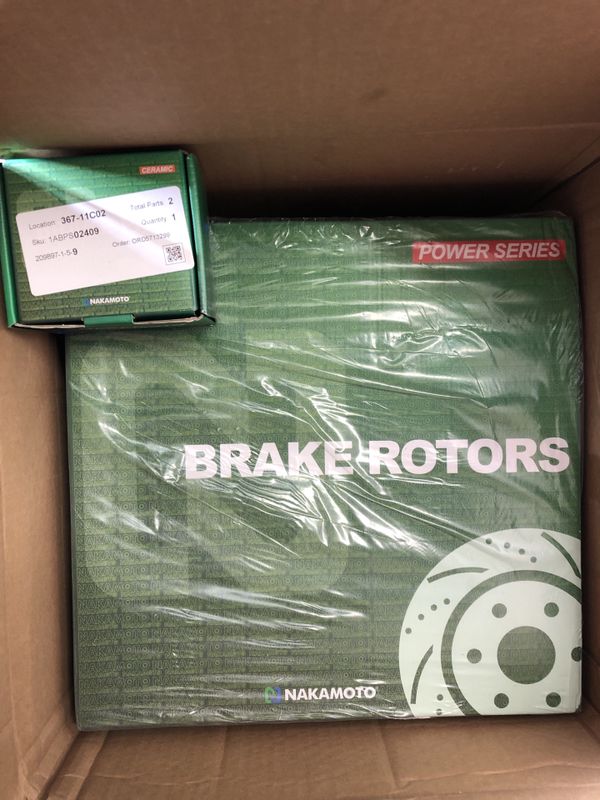 CERAMIC
Location: 367-11C02 Total Parts 2
Sku: 1ABPS02409 Quantity 1
209897-1-5-9 Order: OR05713299
NAKAMOTO
POWER SERIES
BRAKE ROTORS
NAKAMOTO